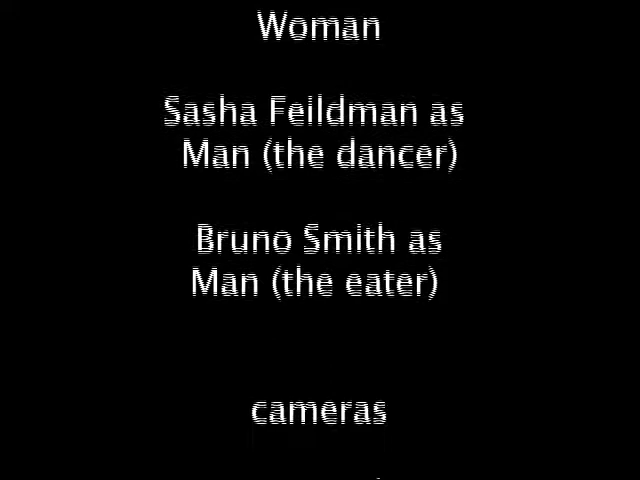 Woman
Sasha Feildman as
Man (the dancer)
Bruno Smith as
Man (the eater)
cameras